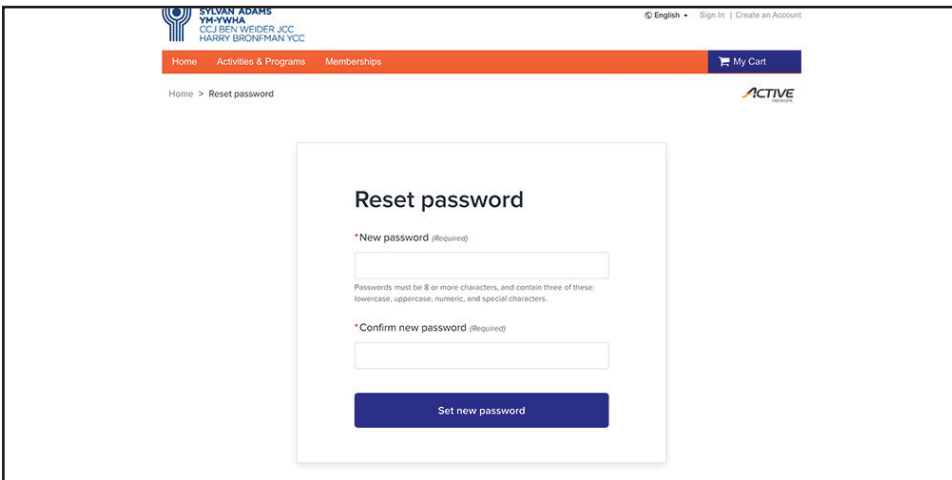 SYLVAN ADAMS
YM-YWHA
CCJ BEN WEIDER JCC
HARRY BRONFMAN YCC
English Sign In | Create an Account
Home Activities & Programs Memberships My Cart
Home > Reset password
ACTIVE
network
Reset password
*New password (Required)
Passwords must be 8 or more characters, and contain three of these:
lowercase, uppercase, numeric, and special characters.
*Confirm new password (Required)
Set new password